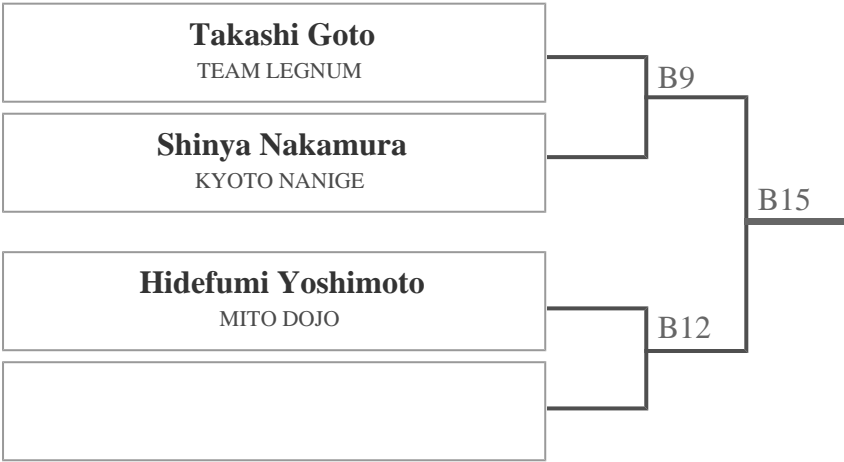 Takashi Goto
TEAM LEGNUM
B9
Shinya Nakamura
KYOTO NANIGE
B15
Hidefumi Yoshimoto
MITO DOJO
B12